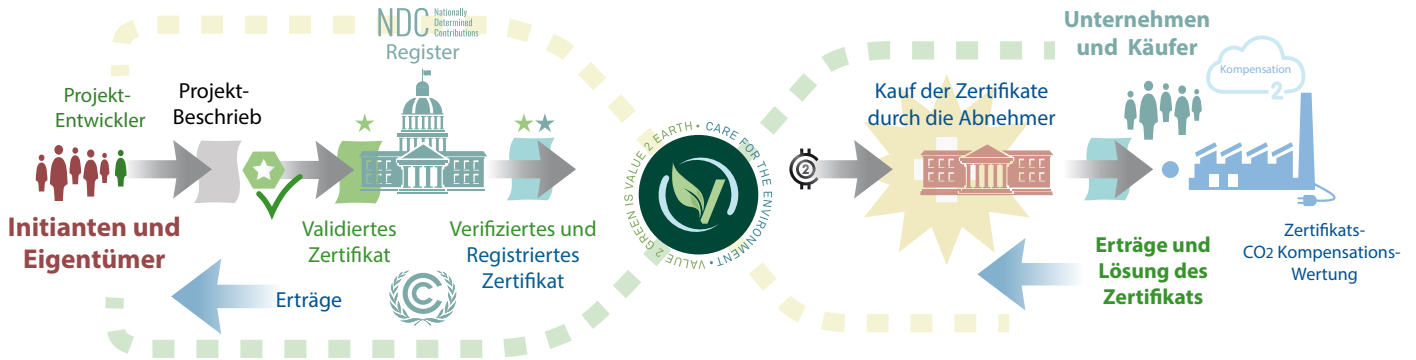 NDC Nationally
Determined
Contributions
Register
Projekt-
Entwickler
Projekt-
Beschrieb
Initianten und
Eigentümer
Validiertes
Zertifikat
Verifiziertes und
Registriertes
Zertifikat
Erträge
VALUE 2 GREEN IS VALUE 2 EARTH • CARE FOR THE ENVIRONMENT •
2
Kauf der Zertifikate
durch die Abnehmer
Unternehmen
und Käufer
Kompensation
2
Erträge und
Lösung des
Zertifikats
Zertifikats-
CO2 Kompensations-
Wertung